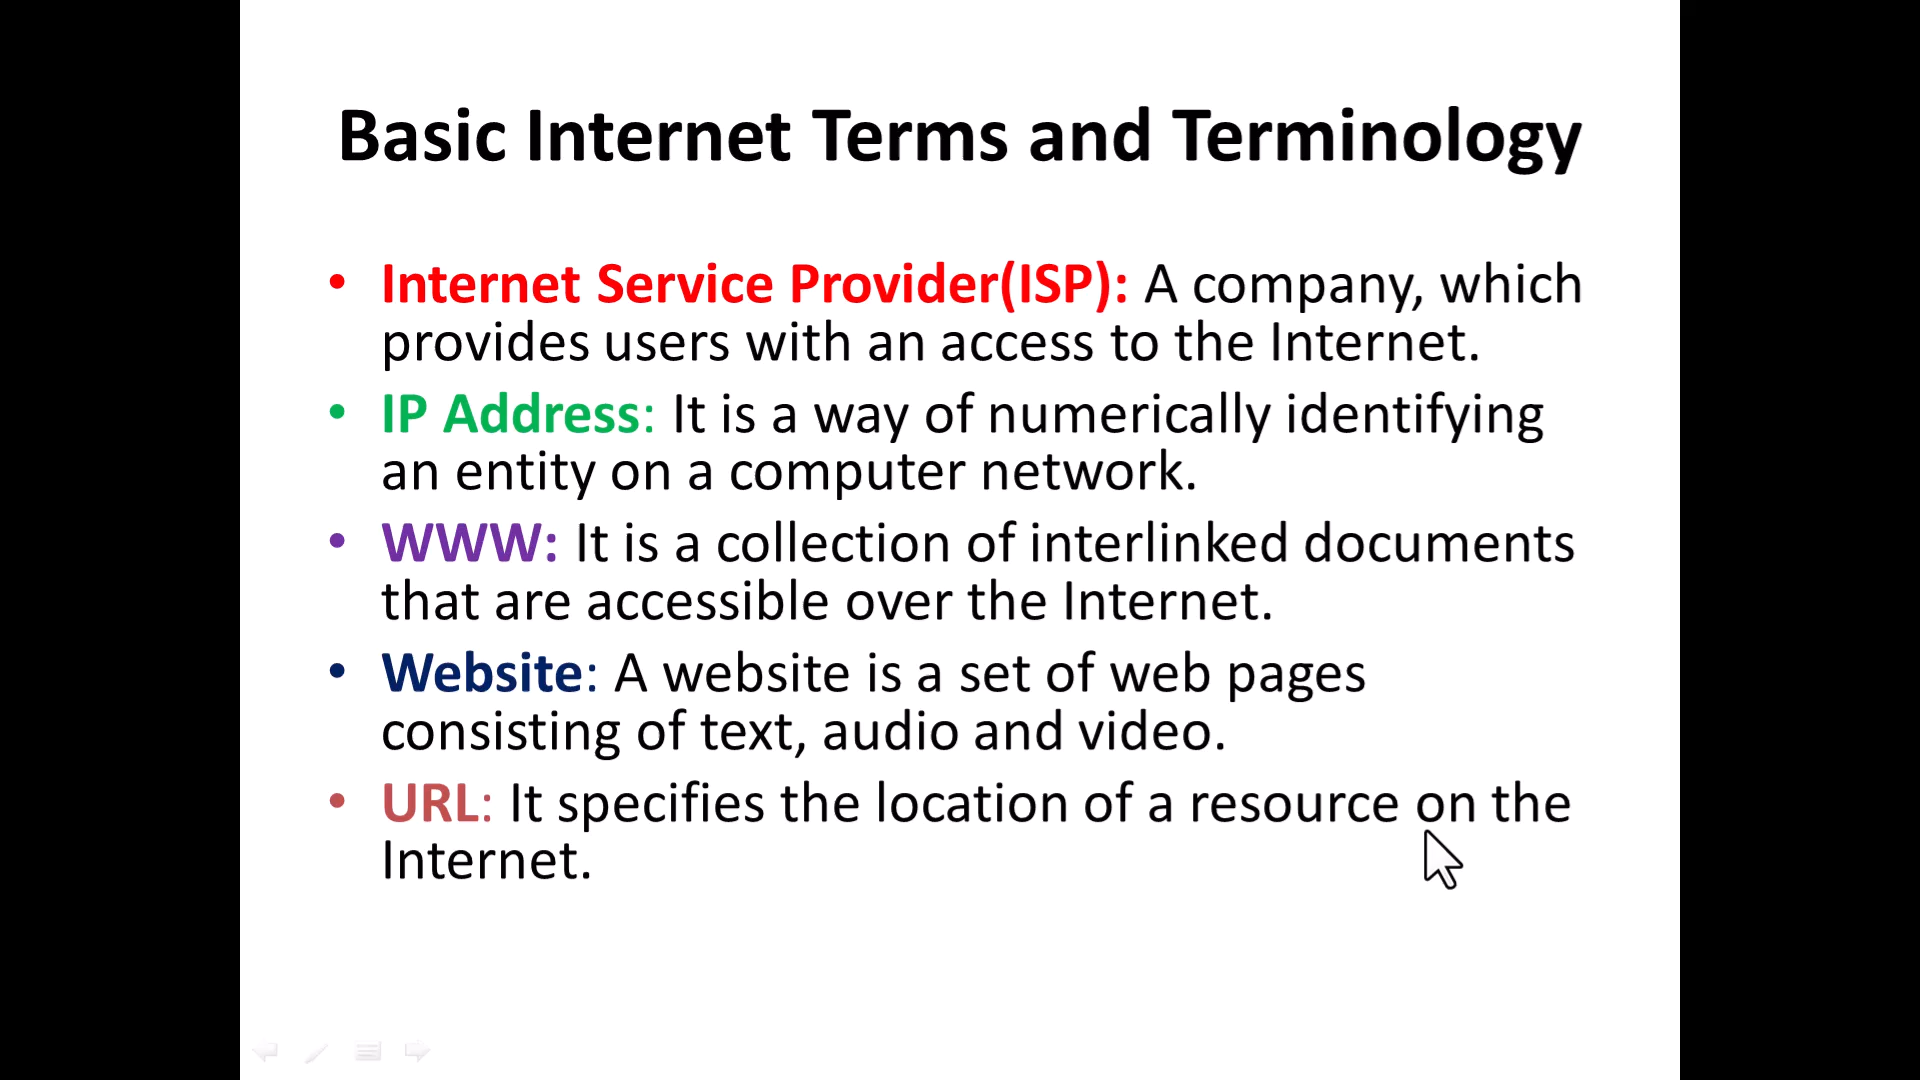 Basic Internet Terms and Terminology
• Internet Service Provider(ISP): A company, which
provides users with an access to the Internet.
• IP Address: It is a way of numerically identifying
an entity on a computer network.
• WWW: It is a collection of interlinked documents
that are accessible over the Internet.
• Website: A website is a set of web pages
consisting of text, audio and video.
• URL: It specifies the location of a resource on the
Internet.